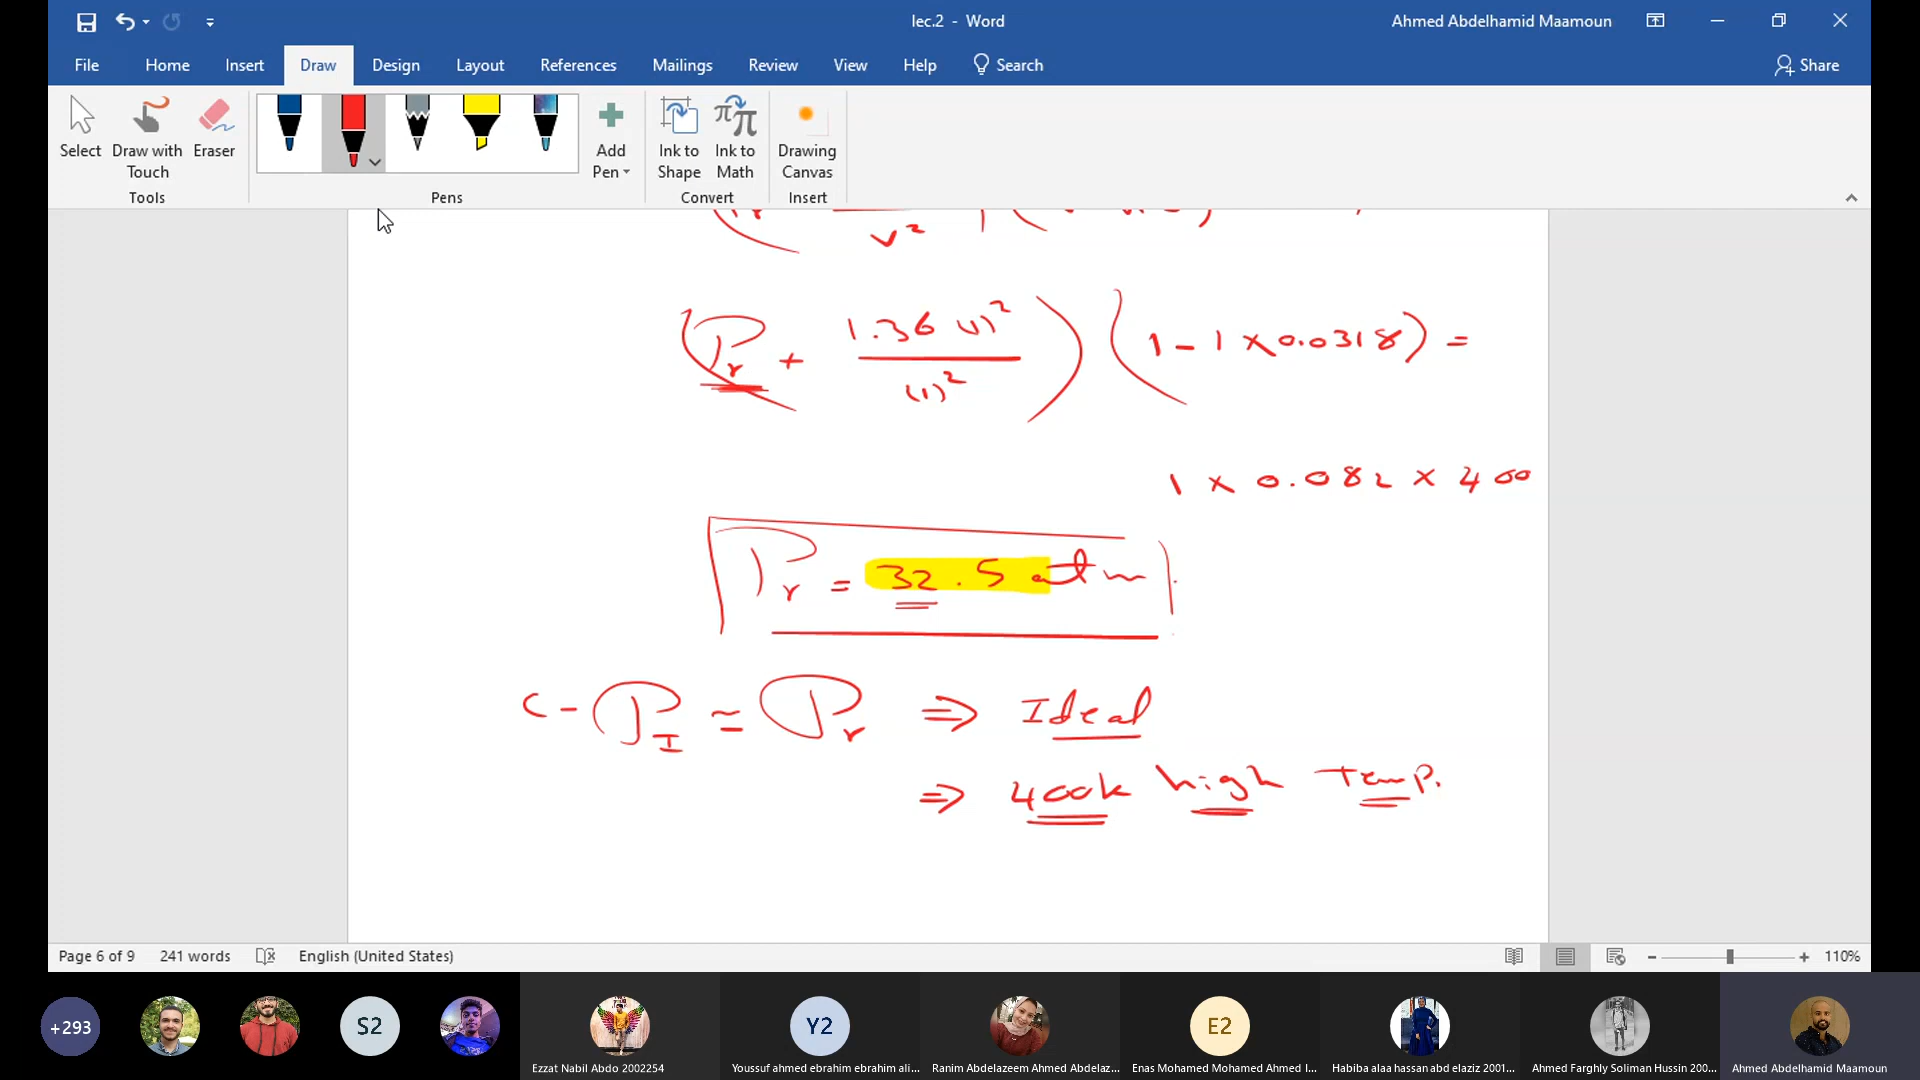 lec.2 - Word
Ahmed Abdelhamid Maamoun
File Home Insert Draw Design Layout References Mailings Review View Help Search Share
Select
Draw with Touch
Eraser
Tools
Pens
Add Pen
Ink to Shape
Ink to Math
Convert
Drawing Canvas
Insert
v²
(Pr + 1.36 (1)² / (1)²) (1 - 1 × 0.0318) =
1 × 0.082 × 400
Pr = 32.5 atm
C - PI ≃ Pr ⇒ Ideal
⇒ 400k high Temp.
Page 6 of 9 241 words English (United States) 110%
+293
S2
Y2
E2
Ezzat Nabil Abdo 2002254
Youssuf ahmed ebrahim ebrahim ali...
Ranim Abdelazeem Ahmed Abdelaz...
Enas Mohamed Mohamed Ahmed I...
Habiba alaa hassan abd elaziz 2001...
Ahmed Farghly Soliman Hussin 200...
Ahmed Abdelhamid Maamoun